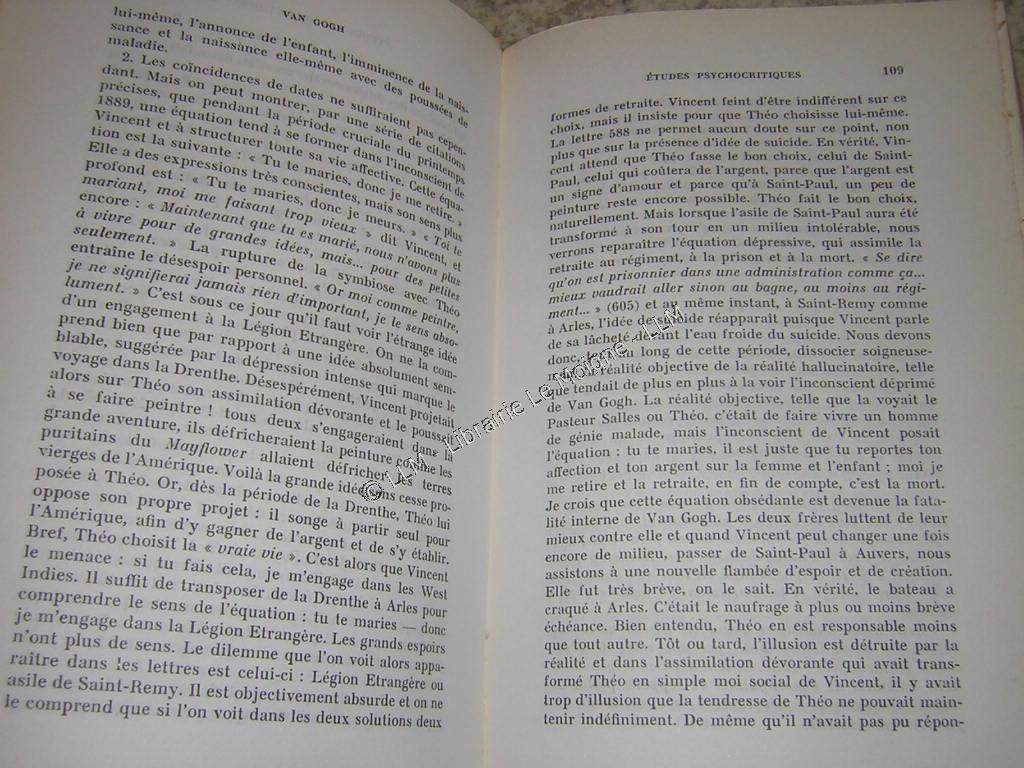 VAN GOGH
lui-même, l'annonce de l'enfant, l'imminence de la nais-
sance et la naissance elle-même avec des poussées de
maladie.
2. Les coïncidences de dates ne suffiraient pas cepen-
dant. Mais on peut montrer, par une série de citations
précises, que pendant la période cruciale du printemps
1889, une équation tend à se former dans l'inconscient de
Vincent et à structurer toute sa vie affective. Cette équa-
tion est la suivante : « Tu te maries, donc je me retire. »
Elle a des expressions très conscientes, mais son sens plus
profond est : « Tu te maries, donc je meurs. » « Toi te
mariant, moi me faisant trop vieux » dit Vincent, et
encore : « Maintenant que tu es marié, nous n'avons plus
à vivre pour de grandes idées, mais... pour des petites
seulement. » La rupture de la symbiose avec Théo
entraîne le désespoir personnel. « Or moi comme peintre,
je ne signifierai jamais rien d'important, je le sens abso-
lument. » C'est sous ce jour qu'il faut voir l'étrange idée
d'un engagement à la Légion Etrangère. On ne la com-
prend bien que par rapport à une idée absolument sem-
blable, suggérée par la dépression intense qui marque le
voyage dans la Drenthe. Désespérément, Vincent projetait
alors sur Théo son assimilation dévorante et le poussait
à se faire peintre ! tous deux s'engageraient dans la
grande aventure, ils défricheraient la peinture comme les
puritains du Mayflower allaient défricher les terres
vierges de l'Amérique. Voilà la grande idée sans cesse pro-
posée à Théo. Or, dès la période de la Drenthe, Théo lui
oppose son propre projet : il songe à partir seul pour
l'Amérique, afin d'y gagner de l'argent et de s'y établir.
Bref, Théo choisit la « vraie vie ». C'est alors que Vincent
le menace : si tu fais cela, je m'engage dans les West
Indies. Il suffit de transposer de la Drenthe à Arles pour
comprendre le sens de l'équation : tu te maries — donc
je m'engage dans la Légion Etrangère. Les grands espoirs
n'ont plus de sens. Le dilemme que l'on voit alors appa-
raître dans les lettres est celui-ci : Légion Etrangère ou
asile de Saint-Remy. Il est objectivement absurde et on ne
le comprend que si l'on voit dans les deux solutions deux
ÉTUDES PSYCHOCRITIQUES 109
formes de retraite. Vincent feint d'être indifférent sur ce
choix, mais il insiste pour que Théo choisisse lui-même.
La lettre 588 ne permet aucun doute sur ce point, non
plus que sur la présence d'idée de suicide. En vérité, Vin-
cent attend que Théo fasse le bon choix, celui de Saint-
Paul, celui qui coûtera de l'argent, parce que l'argent est
un signe d'amour et parce qu'à Saint-Paul, un peu de
peinture reste encore possible. Théo fait le bon choix,
naturellement. Mais lorsque l'asile de Saint-Paul aura été
transformé à son tour en un milieu intolérable, nous
verrons reparaître l'équation dépressive, qui assimile la
retraite au régiment, à la prison et à la mort. « Se dire
qu'on est prisonnier dans une administration comme ça...
mieux vaudrait aller sinon au bagne, au moins au régi-
ment... » (605) et au même instant, à Saint-Remy comme
à Arles, l'idée de suicide réapparaît puisque Vincent parle
de sa lâcheté devant l'eau froide du suicide. Nous devons
donc, au long de cette période, dissocier soigneuse-
ment réalité objective de la réalité hallucinatoire, telle
que tendait de plus en plus à la voir l'inconscient déprimé
de Van Gogh. La réalité objective, telle que la voyait le
Pasteur Salles ou Théo, c'était de faire vivre un homme
de génie malade, mais l'inconscient de Vincent posait
l'équation : tu te maries, il est juste que tu reportes ton
affection et ton argent sur la femme et l'enfant ; moi je
me retire et la retraite, en fin de compte, c'est la mort.
Je crois que cette équation obsédante est devenue la fata-
lité interne de Van Gogh. Les deux frères luttent de leur
mieux contre elle et quand Vincent peut changer une fois
encore de milieu, passer de Saint-Paul à Auvers, nous
assistons à une nouvelle flambée d'espoir et de création.
Elle fut très brève, on le sait. En vérité, le bateau a
craqué à Arles. C'était le naufrage à plus ou moins brève
échéance. Bien entendu, Théo en est responsable moins
que tout autre. Tôt ou tard, l'illusion est détruite par la
réalité et dans l'assimilation dévorante qui avait trans-
formé Théo en simple moi social de Vincent, il y avait
trop d'illusion que la tendresse de Théo ne pouvait main-
tenir indéfiniment. De même qu'il n'avait pas pu répon-
© LLM - Librairie Le Moione - LLM